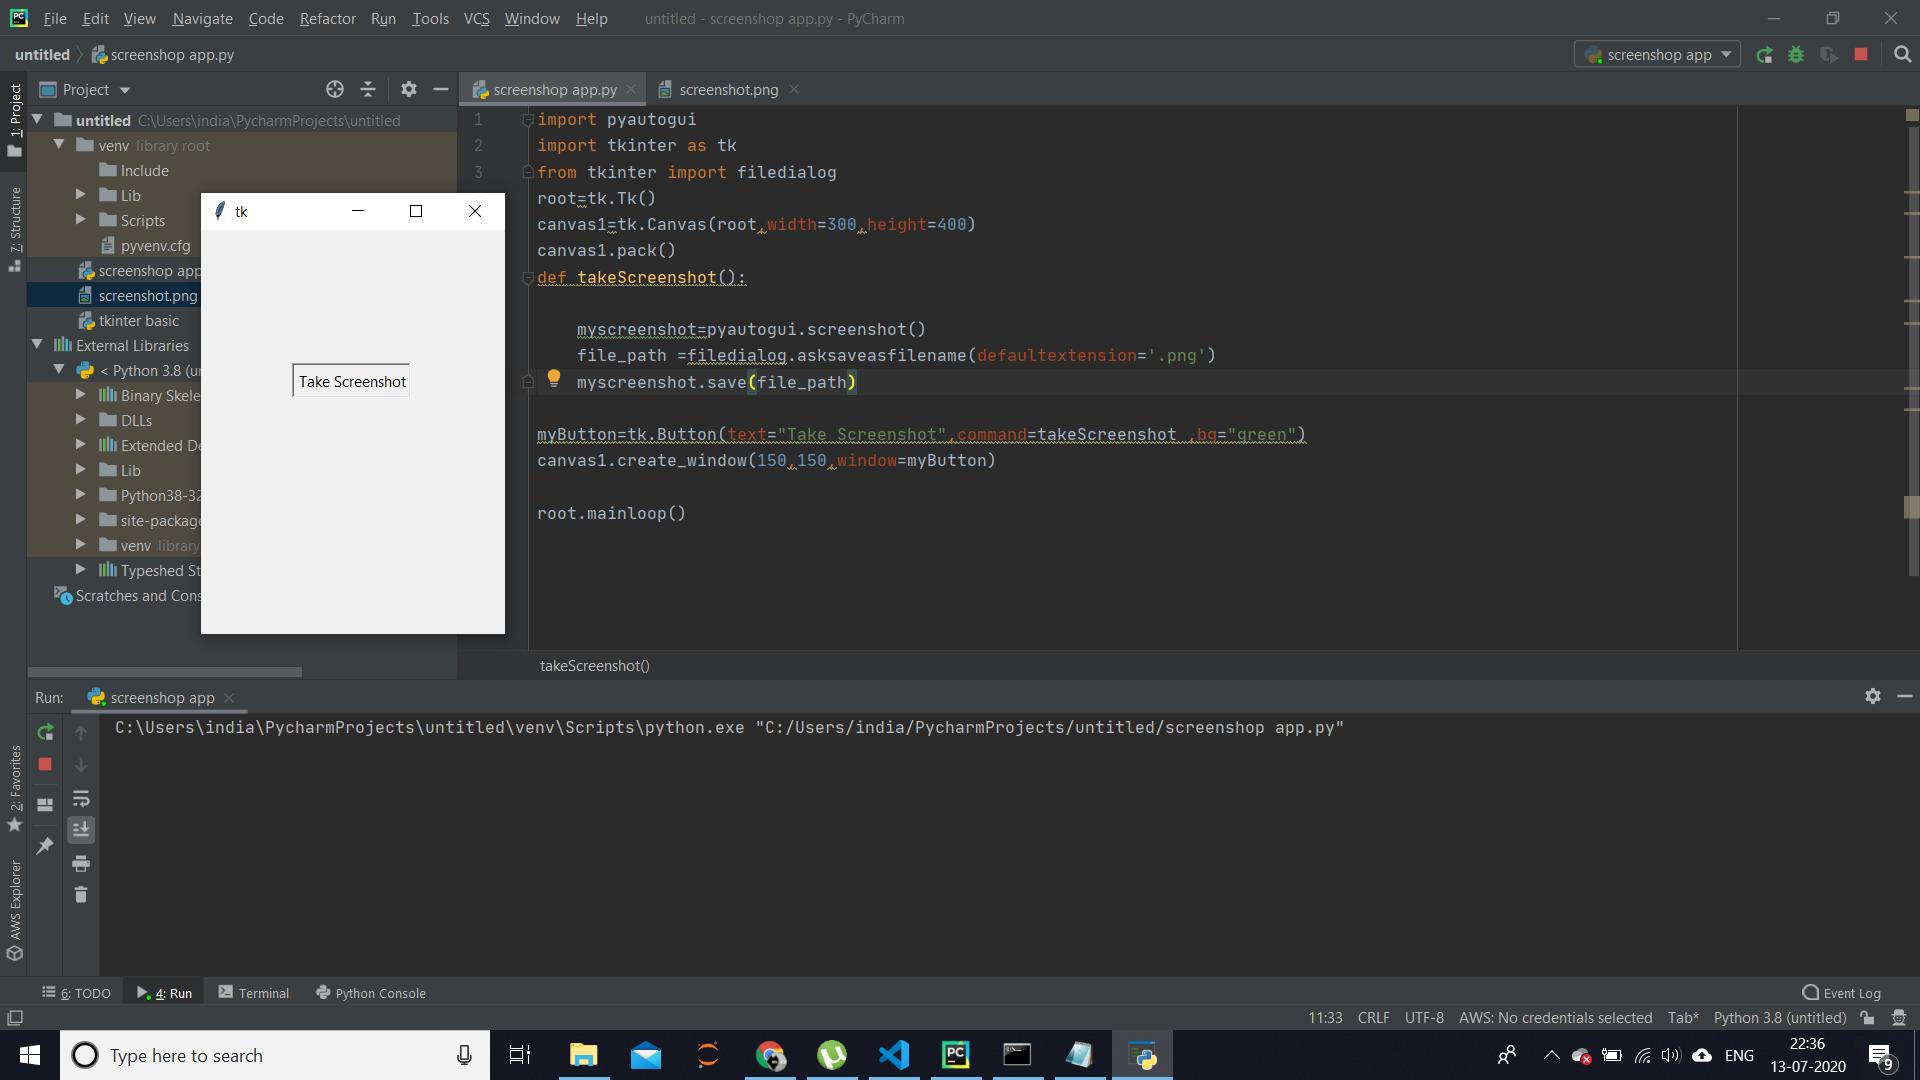 File Edit View Navigate Code Refactor Run Tools VCS Window Help untitled - screenshop app.py - PyCharm
untitled screenshop app.py screenshop app
1: Project
7: Structure
2: Favorites
AWS Explorer
Project
untitled C:\Users\india\PycharmProjects\untitled
venv library root
Include
Lib
Scripts
pyvenv.cfg
screenshop app
screenshot.png
tkinter basic
External Libraries
< Python 3.8 (u
Binary Skele
DLLs
Extended De
Lib
Python38-32
site-package
venv library
Typeshed St
Scratches and Cons
tk
Take Screenshot
screenshop app.py screenshot.png
1 import pyautogui
2 import tkinter as tk
3 from tkinter import filedialog
root=tk.Tk()
canvas1=tk.Canvas(root,width=300,height=400)
canvas1.pack()
def takeScreenshot():
myscreenshot=pyautogui.screenshot()
file_path =filedialog.asksaveasfilename(defaultextension='.png')
myscreenshot.save(file_path)
myButton=tk.Button(text="Take Screenshot",command=takeScreenshot ,bg="green")
canvas1.create_window(150,150,window=myButton)
root.mainloop()
takeScreenshot()
Run: screenshop app
C:\Users\india\PycharmProjects\untitled\venv\Scripts\python.exe "C:/Users/india/PycharmProjects/untitled/screenshop app.py"
6: TODO 4: Run Terminal Python Console Event Log
11:33 CRLF UTF-8 AWS: No credentials selected Tab* Python 3.8 (untitled)
Type here to search
PC
ENG
22:36
13-07-2020
9